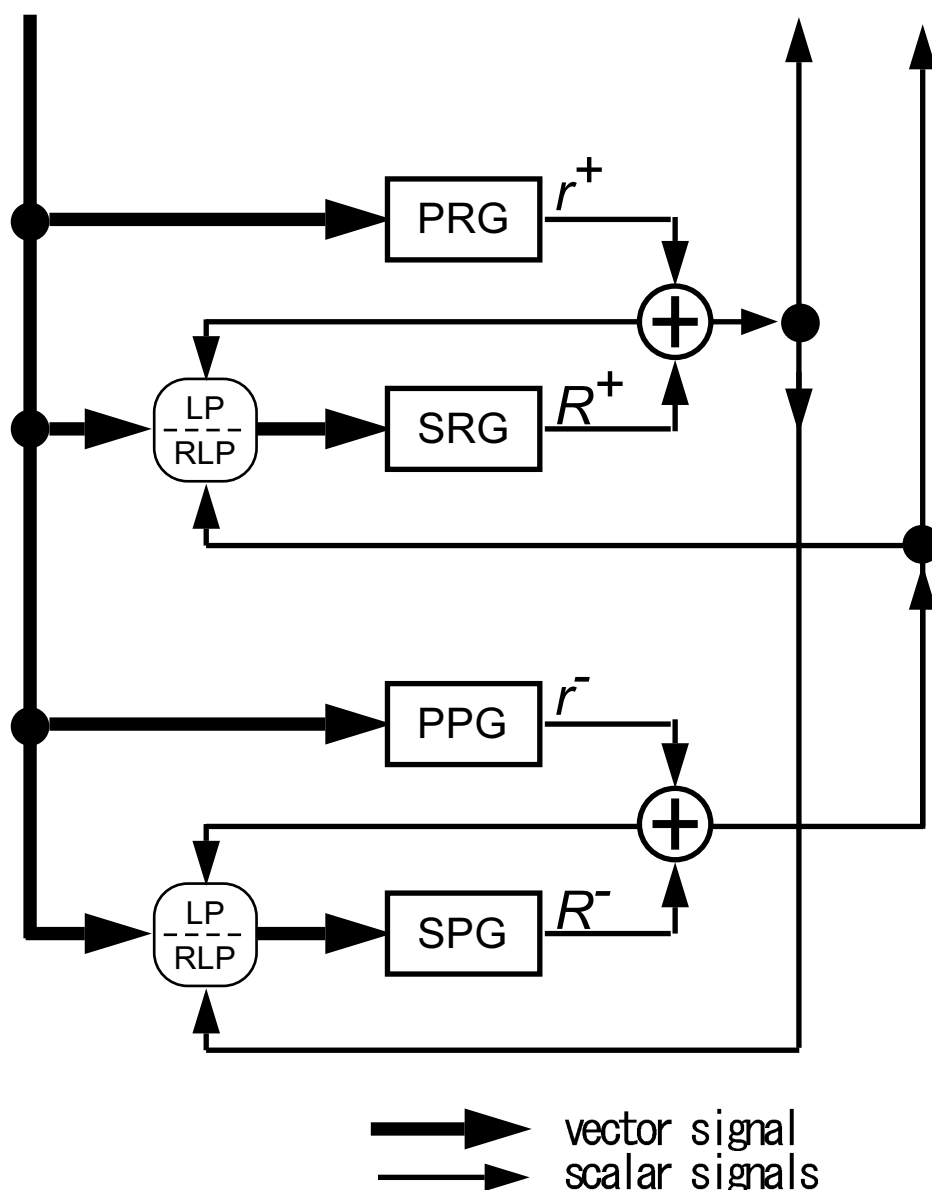 PRG
r+
+
LP
RLP
SRG
R+
PPG
r-
+
LP
RLP
SPG
R-
vector signal
scalar signals